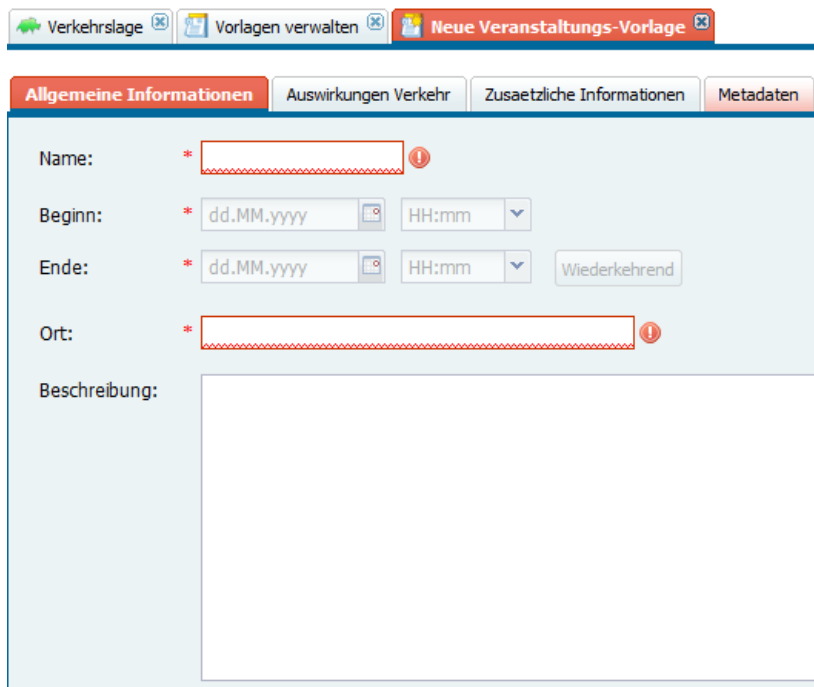 Verkehrslage Vorlagen verwalten Neue Veranstaltungs-Vorlage
Allgemeine Informationen Auswirkungen Verkehr Zusaetzliche Informationen Metadaten
Name: *
Beginn: * dd.MM.yyyy HH:mm
Ende: * dd.MM.yyyy HH:mm Wiederkehrend
Ort: *
Beschreibung: